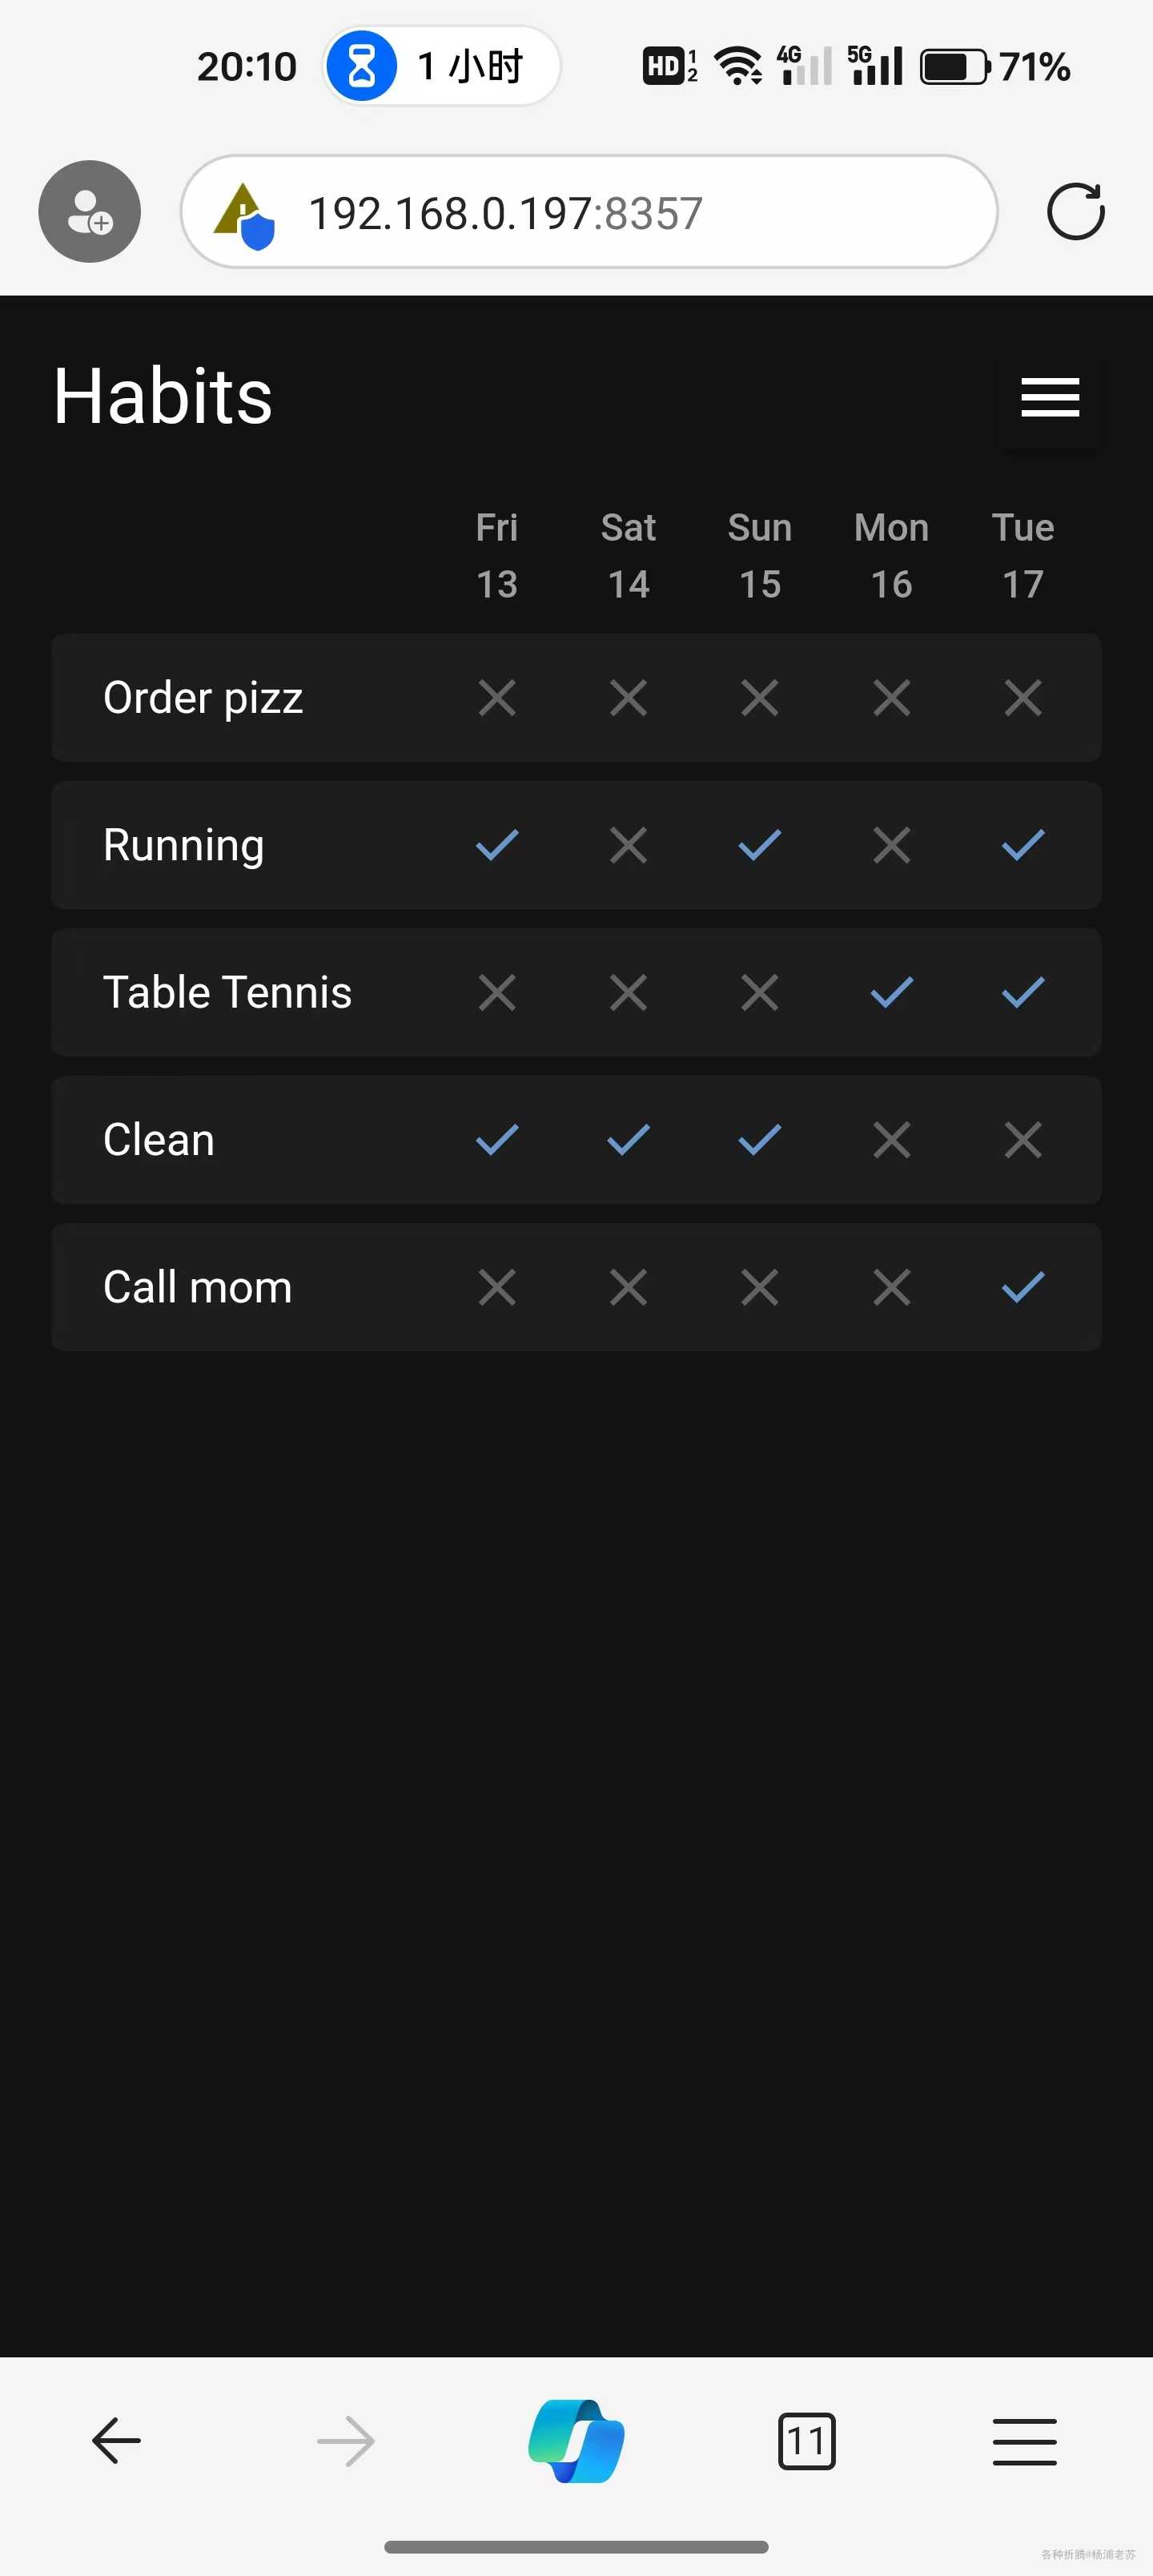 20:10 1 小时 HD 1 2 4G 5G 71%
192.168.0.197:8357
Habits
Fri Sat Sun Mon Tue
13 14 15 16 17
Order pizz
Running
Table Tennis
Clean
Call mom
11
各种折腾#杨浦老苏